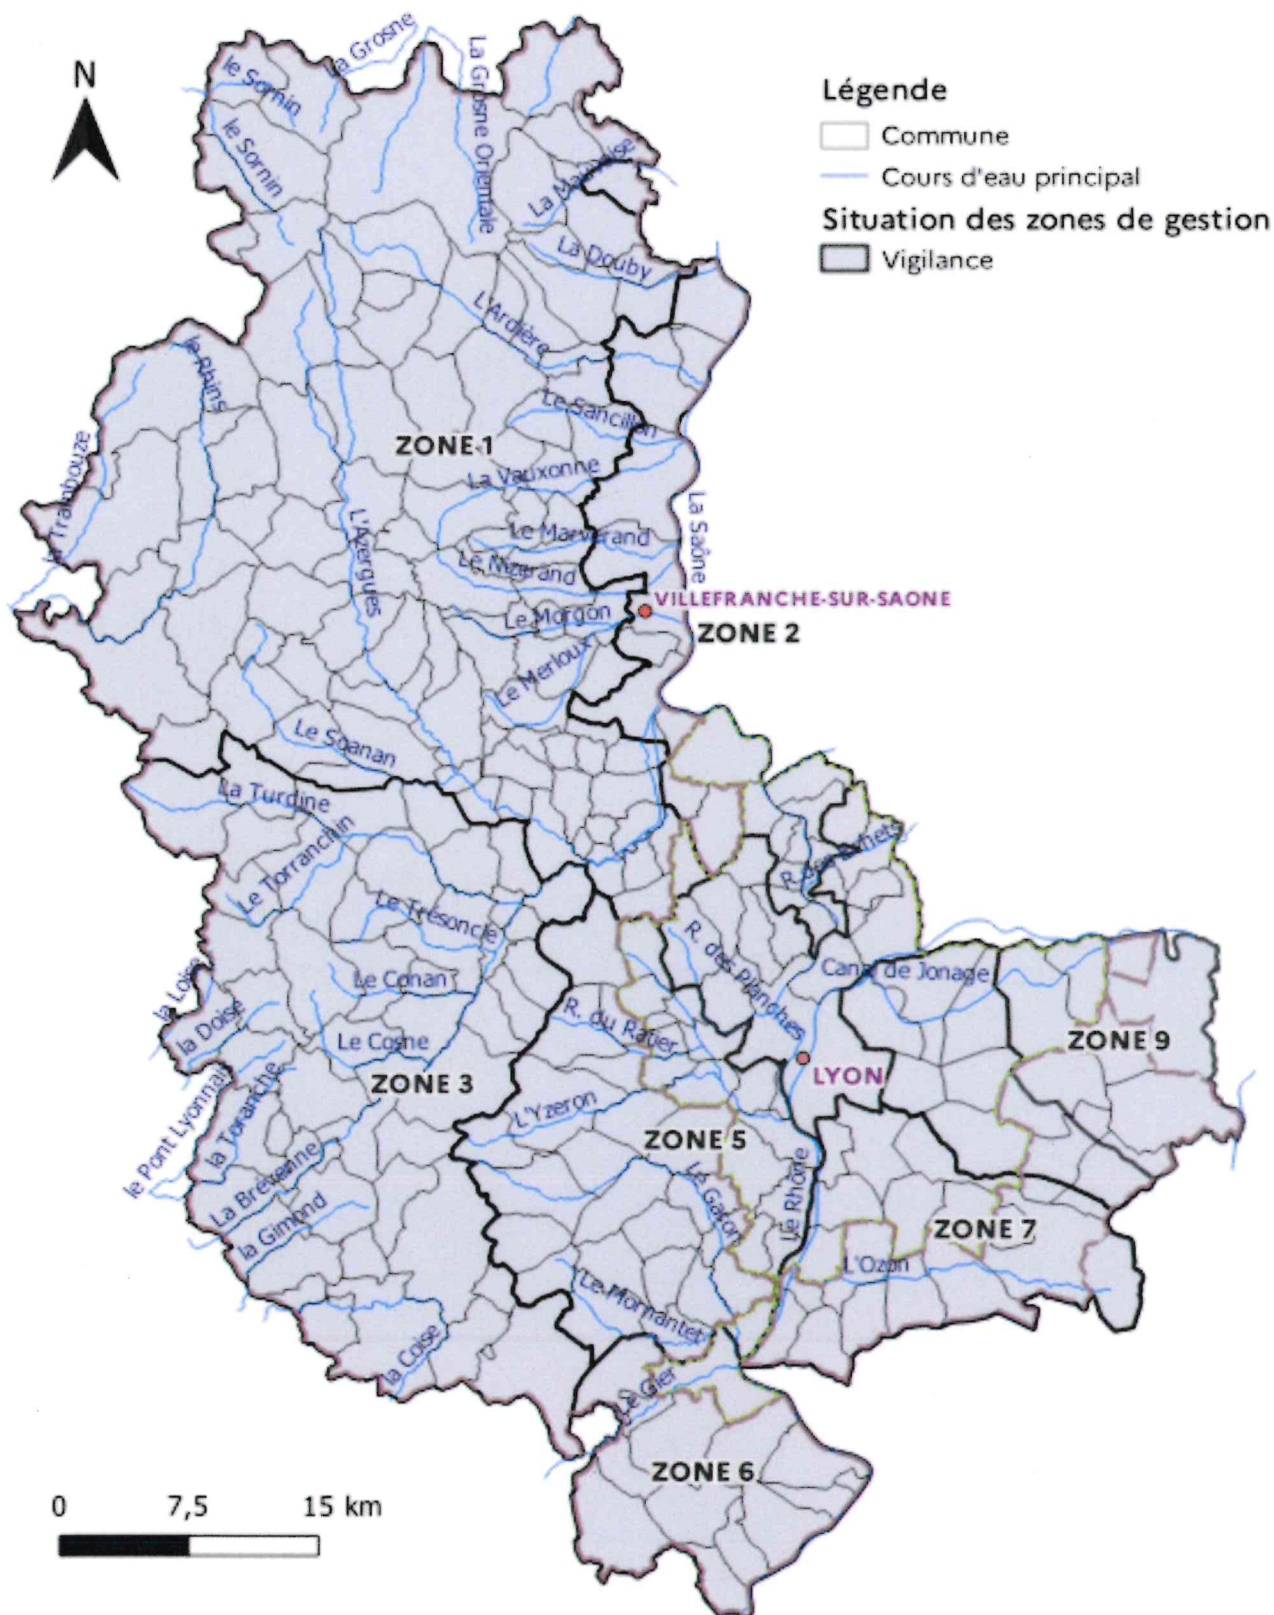 N
Légende
Commune
Cours d'eau principal
Situation des zones de gestion
Vigilance
La Grosne
le Sornin
La Grosne Orientale
le Sornin
La Mauvaise
La Douby
L'Ardière
le Rhins
Le Sancillon
ZONE 1
La Vauxonne
la Trambouze
L'Azergues
Le Marverand
La Saône
Le Nizerand
VILLEFRANCHE-SUR-SAONE
Le Morgon
ZONE 2
Le Merloux
Le Soanan
La Turdine
Le Torranchin
R. des Echets
Le Trésoncle
R. des Planches
la Loise
Le Conan
Canal de Jonage
la Doise
R. du Ratier
Le Cosne
ZONE 9
ZONE 3
LYON
le Pont Lyonnais
la Toranche
L'Yzeron
ZONE 5
La Brévenne
Le Garon
Le Rhône
la Gimond
ZONE 7
L'Ozon
Le Mornantet
la Coise
Le Gier
ZONE 6
0 7,5 15 km